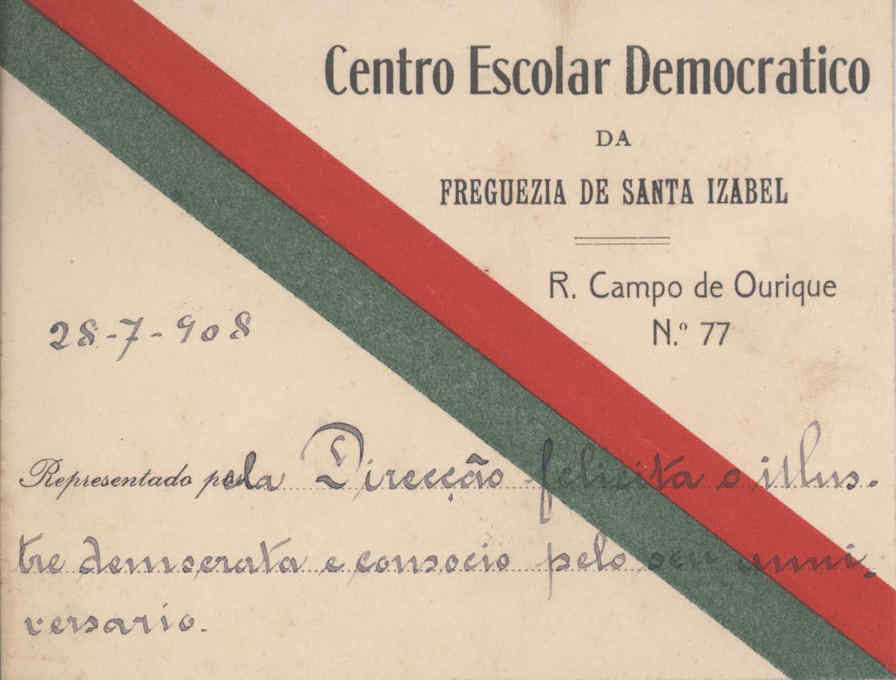 Centro Escolar Democratico
DA
FREGUEZIA DE SANTA IZABEL
R. Campo de Ourique
N.º 77
28-7-908
Representado pela Direcção felicita o illus-
tre democrata e consocio pelo seu anni-
versario.